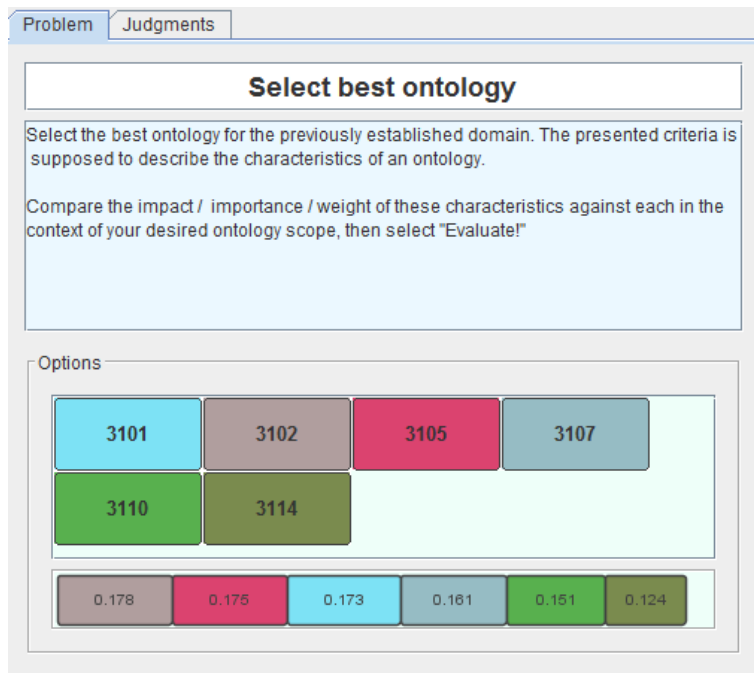 Problem Judgments
Select best ontology
Select the best ontology for the previously established domain. The presented criteria is
supposed to describe the characteristics of an ontology.
Compare the impact / importance / weight of these characteristics against each in the
context of your desired ontology scope, then select "Evaluate!"
Options
3101 3102 3105 3107
3110 3114
0.178 0.175 0.173 0.161 0.151 0.124